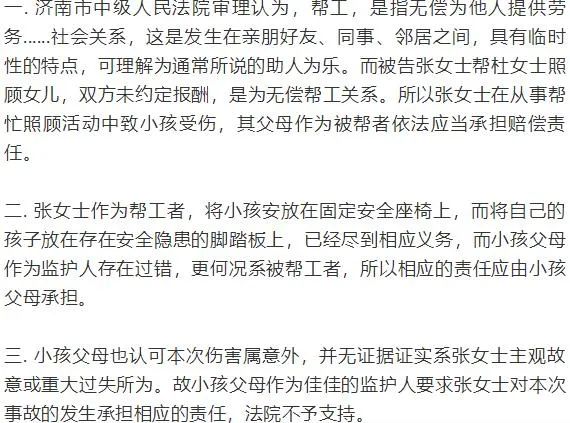 一. 济南市中级人民法院审理认为，帮工，是指无偿为他人提供劳
务......社会关系，这是发生在亲朋好友、同事、邻居之间，具有临时
性的特点，可理解为通常所说的助人为乐。而被告张女士帮杜女士照
顾女儿，双方未约定报酬，是为无偿帮工关系。所以张女士在从事帮
忙照顾活动中致小孩受伤，其父母作为被帮者依法应当承担赔偿责
任。
二. 张女士作为帮工者，将小孩安放在固定安全座椅上，而将自己的
孩子放在存在安全隐患的脚踏板上，已经尽到相应义务，而小孩父母
作为监护人存在过错，更何况系被帮工者，所以相应的责任应由小孩
父母承担。
三. 小孩父母也认可本次伤害属意外，并无证据证实系张女士主观故
意或重大过失所为。故小孩父母作为佳佳的监护人要求张女士对本次
事故的发生承担相应的责任，法院不予支持。